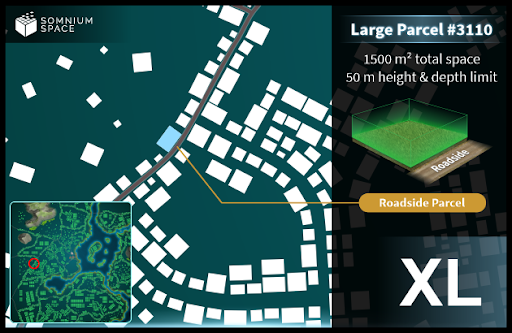 SOMNIUM
SPACE
Large Parcel #3110
1500 m² total space
50 m height & depth limit
Roadside
Roadside Parcel
XL